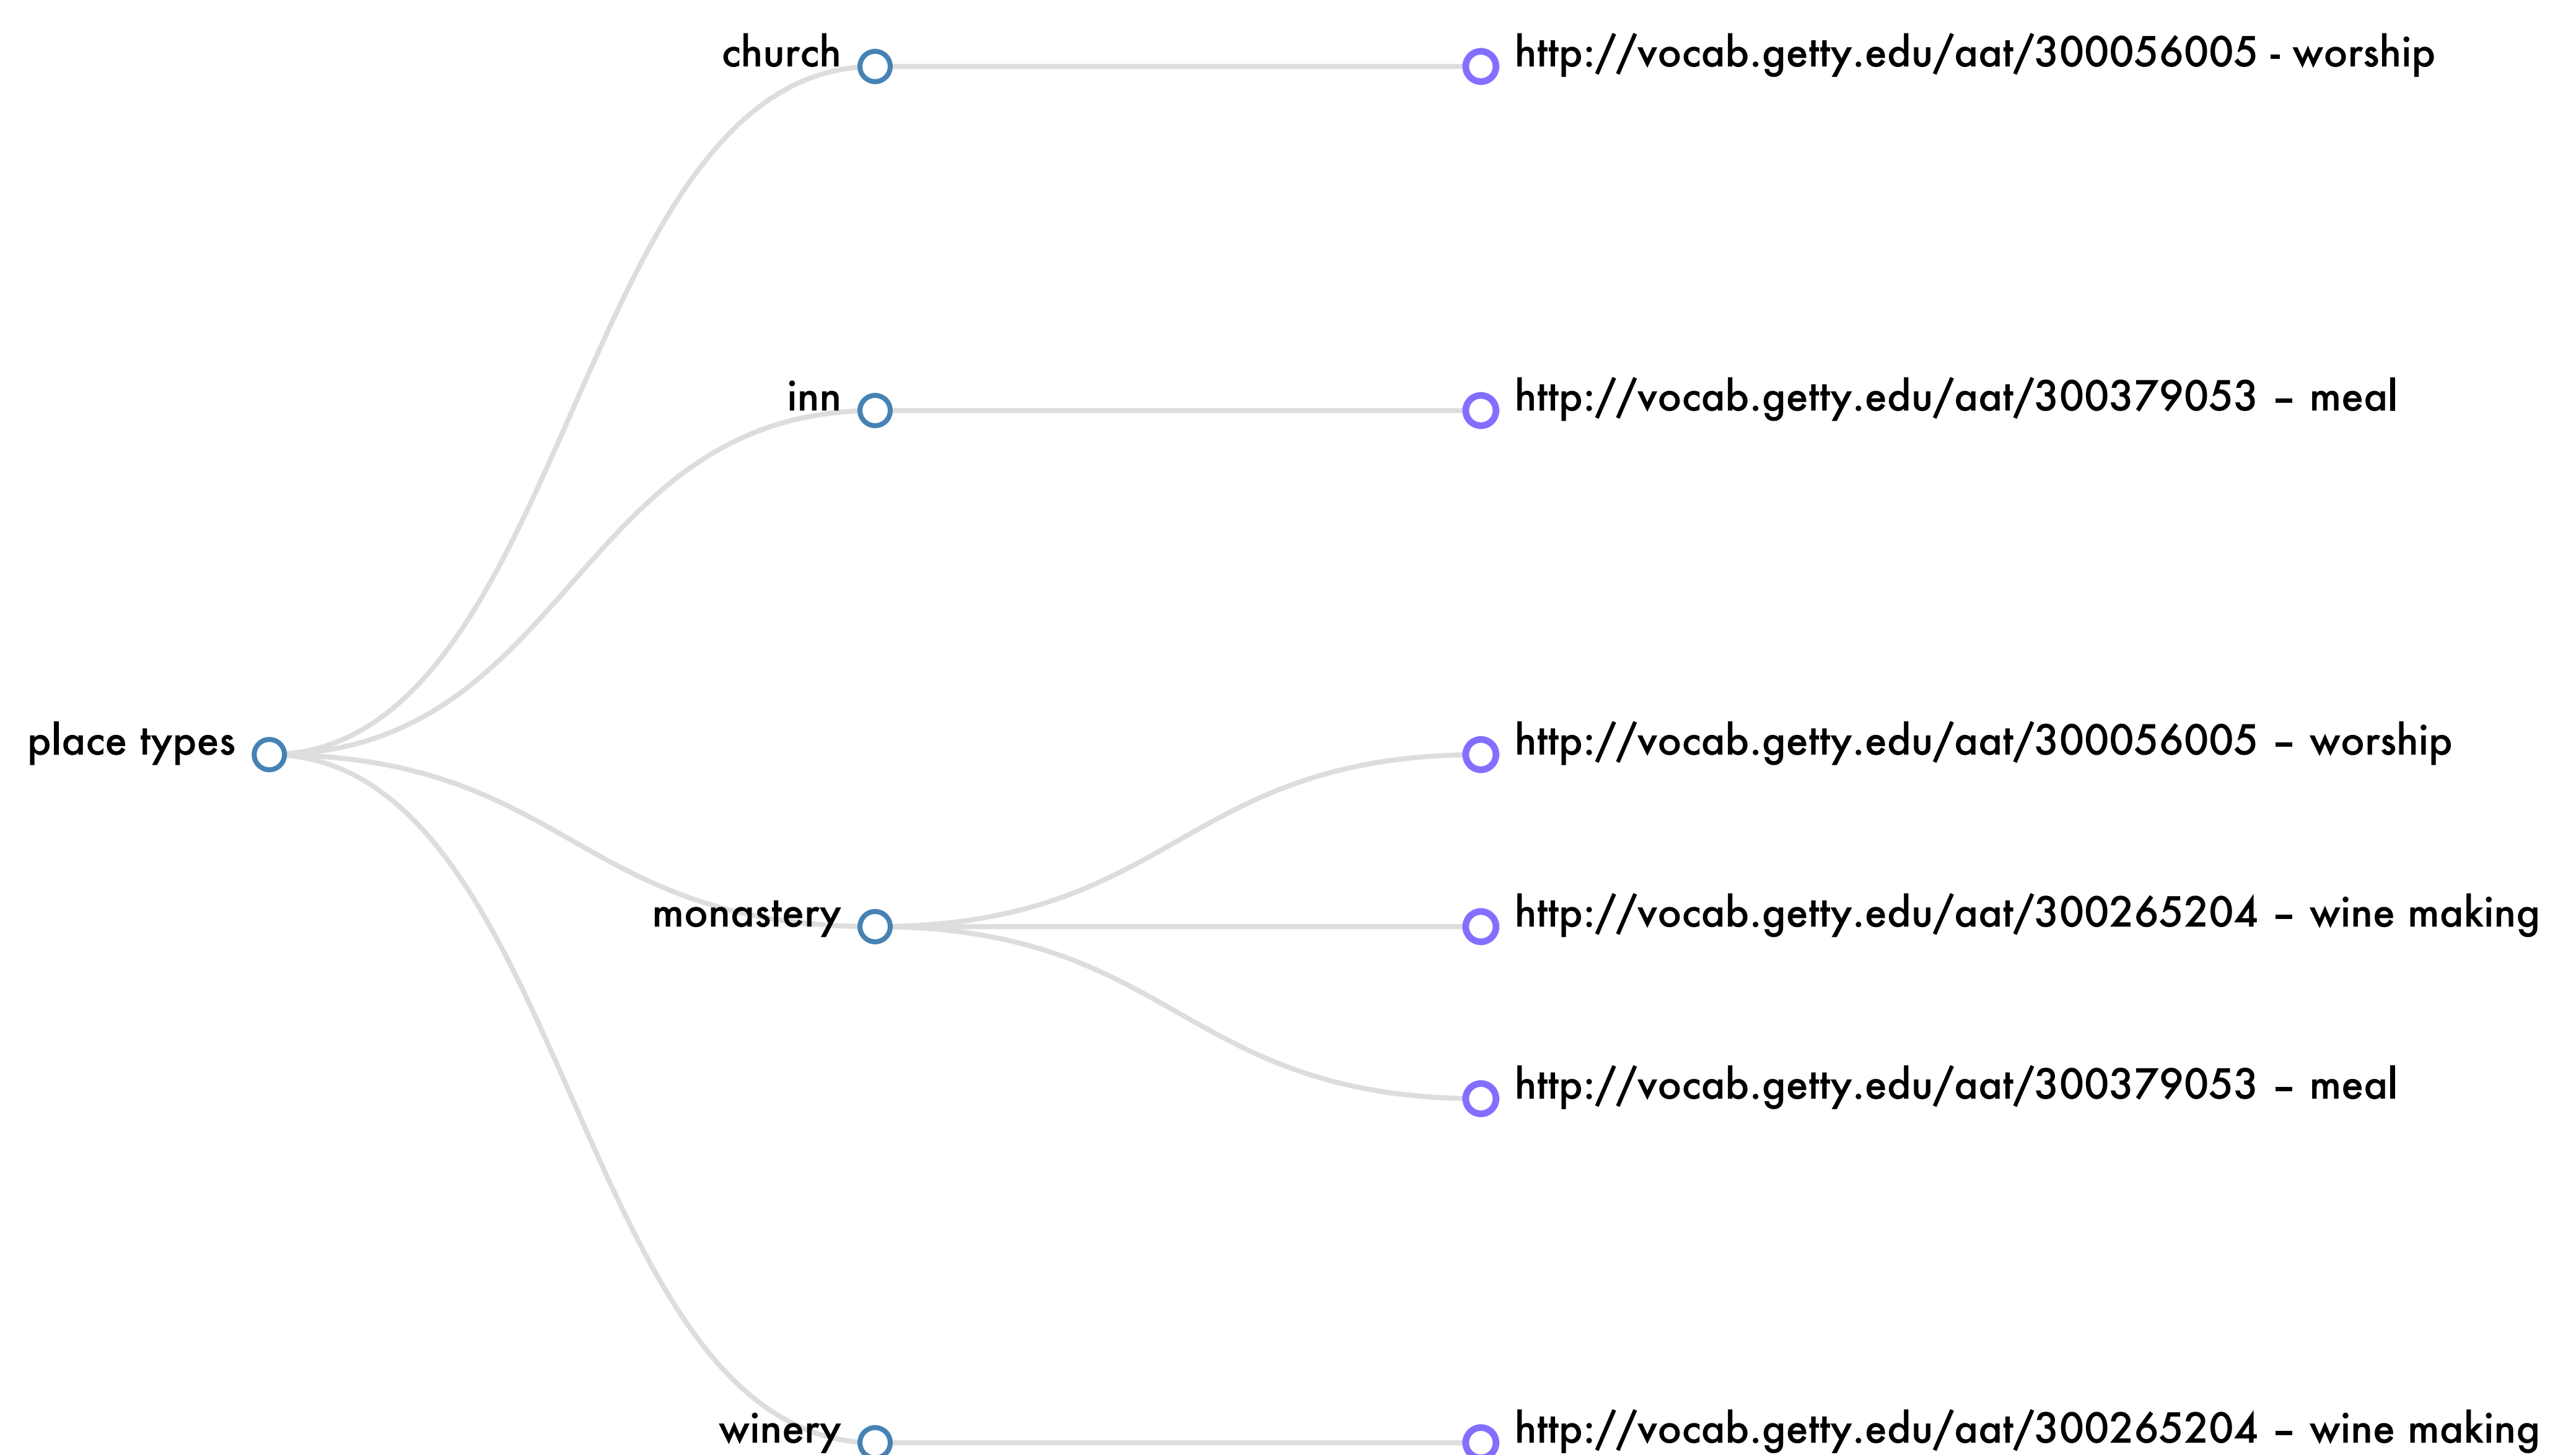 church
http://vocab.getty.edu/aat/300056005 - worship
inn
http://vocab.getty.edu/aat/300379053 – meal
place types
http://vocab.getty.edu/aat/300056005 – worship
monastery
http://vocab.getty.edu/aat/300265204 – wine making
http://vocab.getty.edu/aat/300379053 – meal
winery
http://vocab.getty.edu/aat/300265204 – wine making